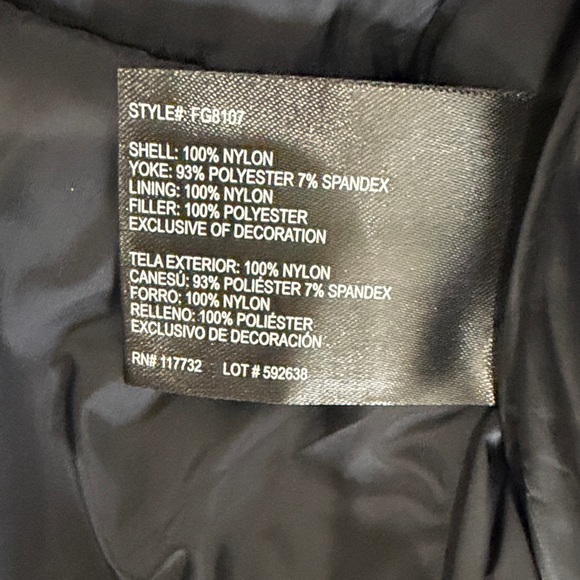 STYLE#: FG8107
SHELL: 100% NYLON
YOKE: 93% POLYESTER 7% SPANDEX
LINING: 100% NYLON
FILLER: 100% POLYESTER
EXCLUSIVE OF DECORATION
TELA EXTERIOR: 100% NYLON
CANESÚ: 93% POLIÉSTER 7% SPANDEX
FORRO: 100% NYLON
RELLENO: 100% POLIÉSTER
EXCLUSIVO DE DECORACIÓN
RN# 117732 LOT # 592638